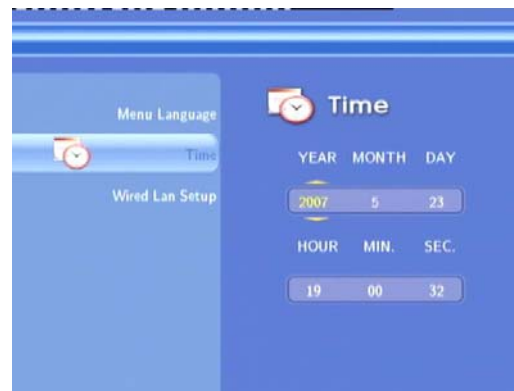 Menu Language
Time
Wired Lan Setup
Time
YEAR MONTH DAY
2007 5 23
HOUR MIN. SEC.
19 00 32